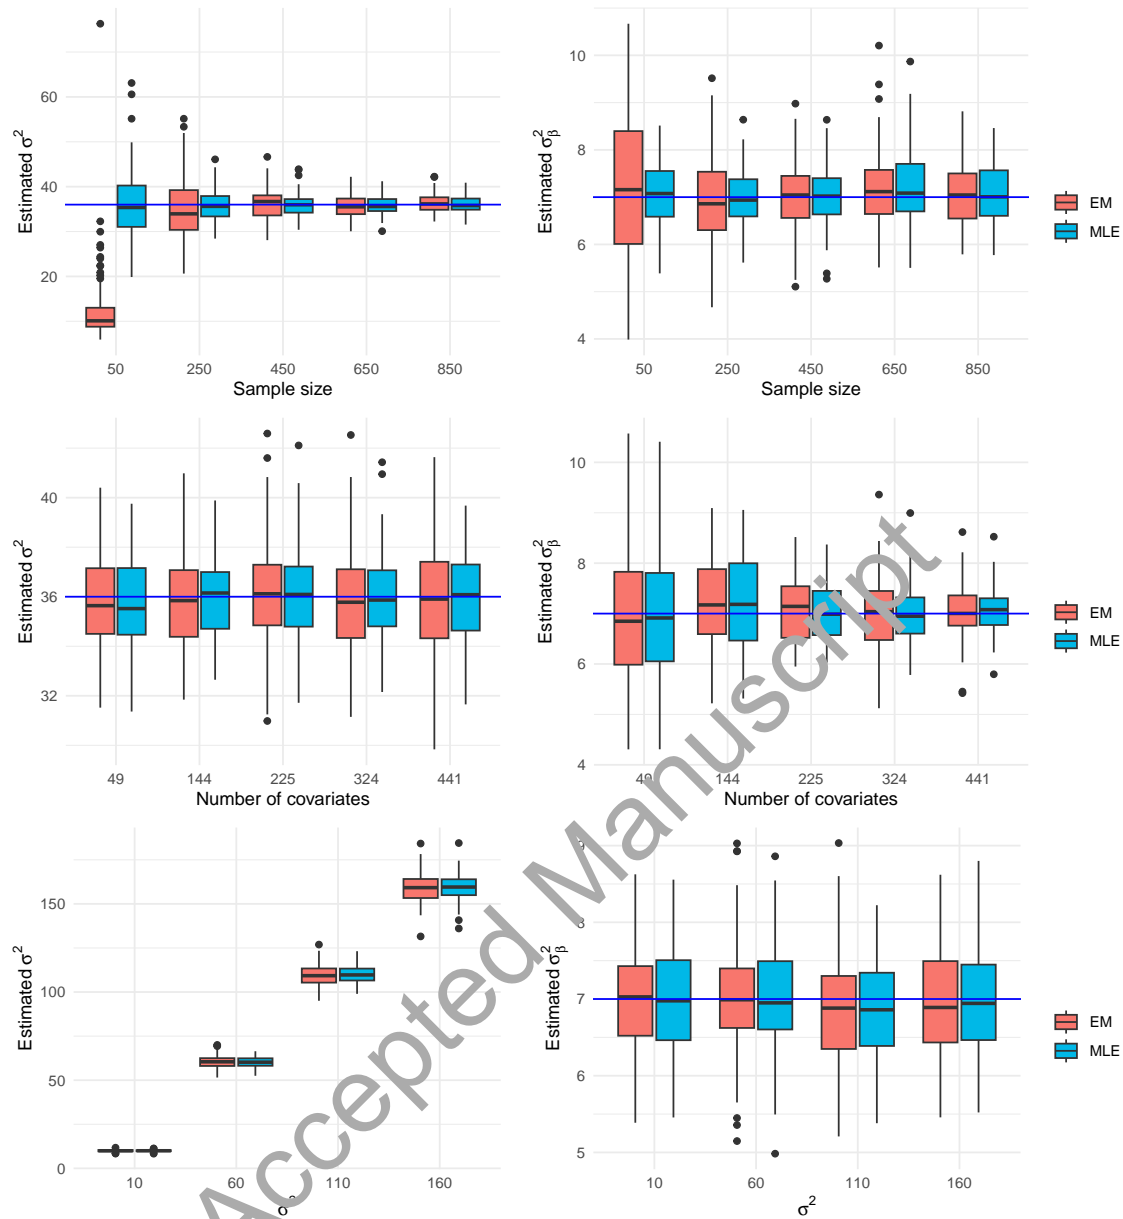 Estimated σ²
60
40
20
50 250 450 650 850
Sample size
Estimated σ²β
10
8
6
4
50 250 450 650 850
Sample size
EM
MLE
Estimated σ²
40
36
32
49 144 225 324 441
Number of covariates
Estimated σ²β
10
8
6
4
49 144 225 324 441
Number of covariates
EM
MLE
Estimated σ²
150
100
50
0
10 60 110 160
σ²
Estimated σ²β
9
8
7
6
5
10 60 110 160
σ²
EM
MLE
Accepted Manuscript